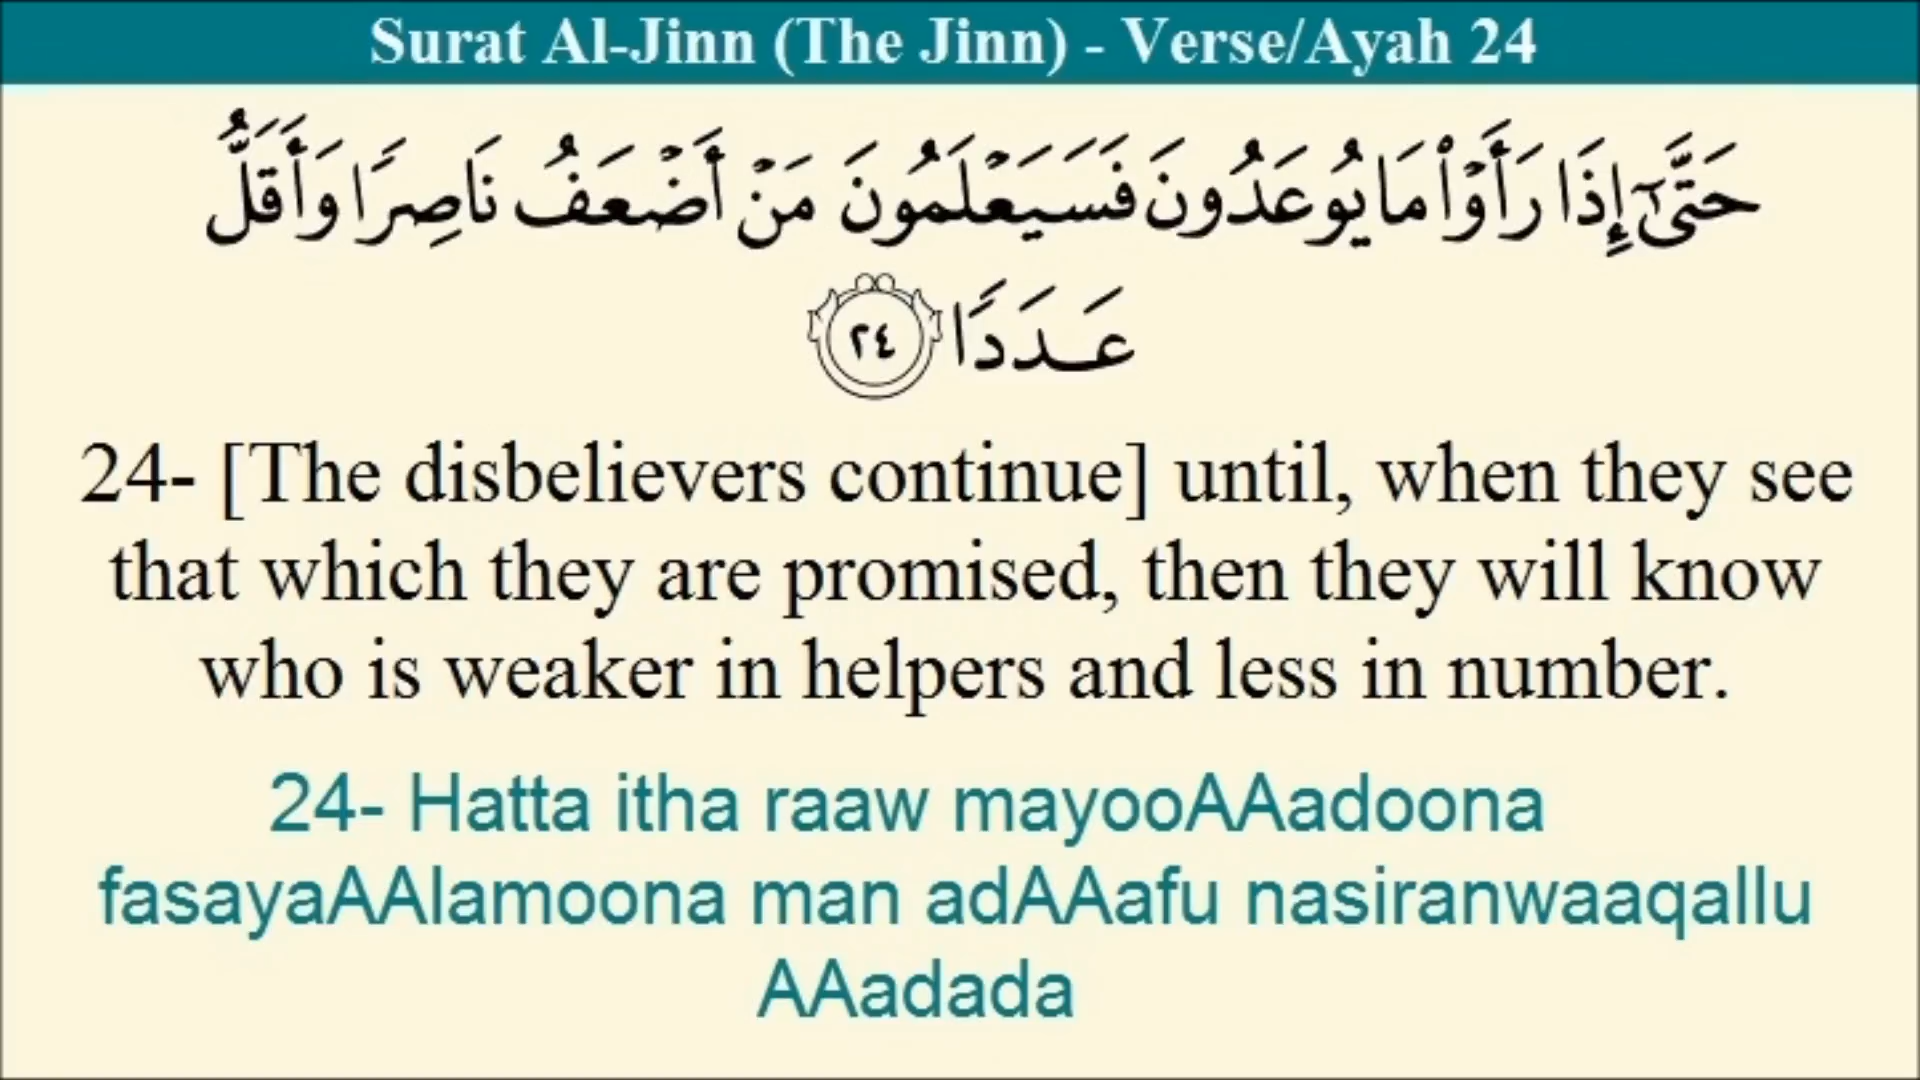 Surat Al-Jinn (The Jinn) - Verse/Ayah 24
حَتَّىٰٓ إِذَا رَأَوْا۟ مَا يُوعَدُونَ فَسَيَعْلَمُونَ مَنْ أَضْعَفُ نَاصِرًا وَأَقَلُّ
عَدَدًا ٢٤
24- [The disbelievers continue] until, when they see
that which they are promised, then they will know
who is weaker in helpers and less in number.
24- Hatta itha raaw mayooAAadoona
fasayaAAlamoona man adAAafu nasiranwaaqallu
AAadada